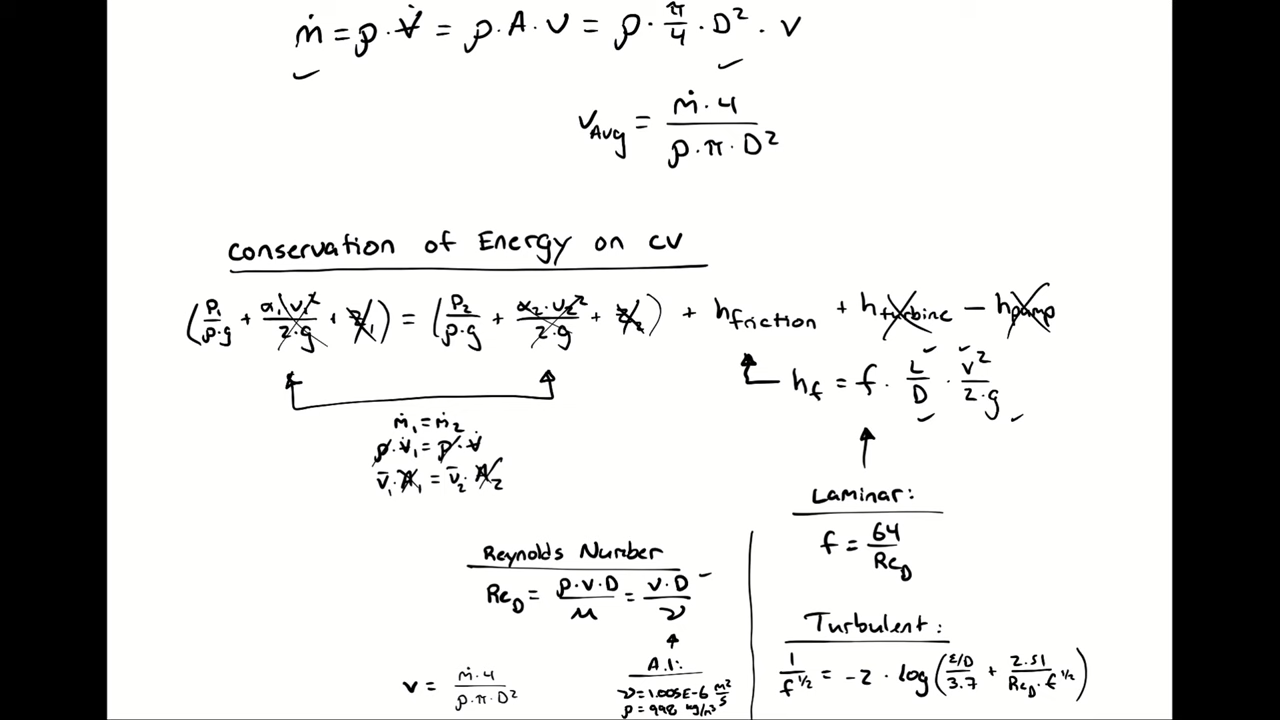 ṁ = ρ · V̇ = ρ · A · v = ρ · π/4 · D² · v
v_Avg = ṁ · 4 / ρ · π · D²
Conservation of Energy on CV
(P₁/ρ·g + α₁·v₁²/2·g + z₁) = (P₂/ρ·g + α₂·v₂²/2·g + z₂) + h_friction + h_turbine − h_pump
h_f = f · L/D · v²/2·g
ṁ₁ = ṁ₂
ρ · V̇₁ = ρ · V̇
v̄₁ · A₁ = v̄₂ · A₂
Laminar:
f = 64/Re_D
Reynolds Number
Re_D = ρ·v·D/μ = v·D/ν
Turbulent:
1/f^½ = −2 · log(ε/D/3.7 + 2.51/Re_D·f^½)
A.1:
v = ṁ·4/ρ·π·D²
ν = 1.005E-6 m²/s
ρ = 998 kg/m³